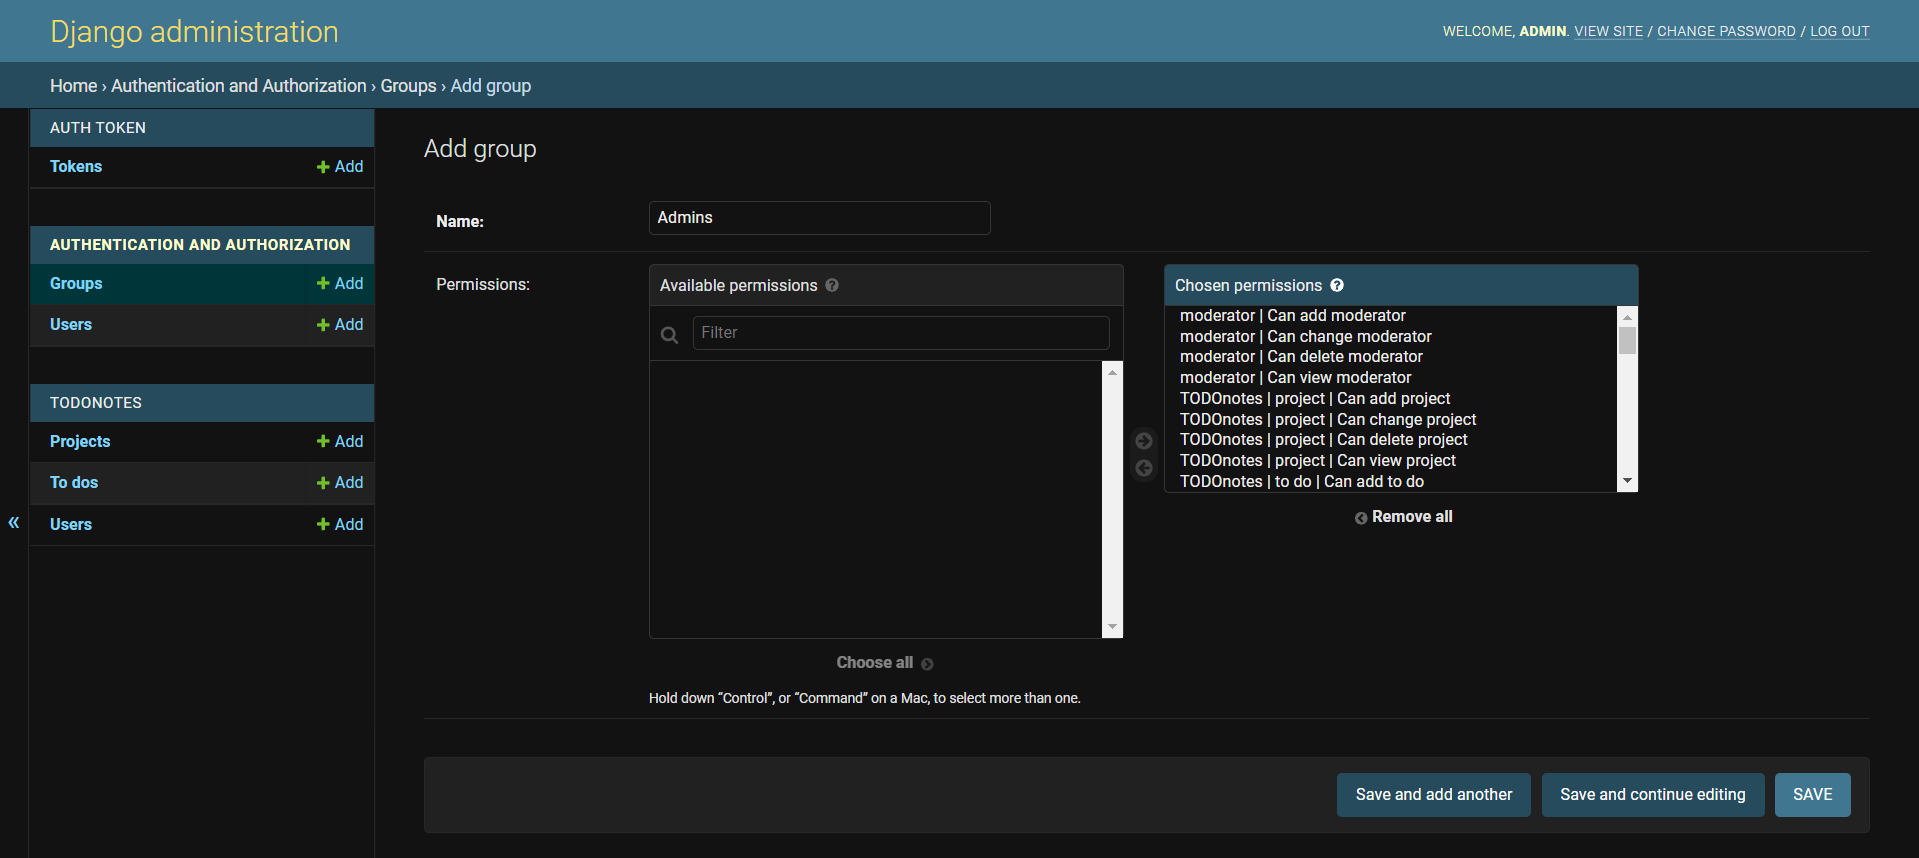 Django administration
WELCOME, ADMIN. VIEW SITE / CHANGE PASSWORD / LOG OUT
Home › Authentication and Authorization › Groups › Add group
AUTH TOKEN
Tokens
Add
AUTHENTICATION AND AUTHORIZATION
Groups
Add
Users
Add
TODONOTES
Projects
Add
To dos
Add
Users
Add
«
Add group
Name:
Admins
Permissions:
Available permissions ?
Filter
Choose all
Hold down “Control”, or “Command” on a Mac, to select more than one.
Chosen permissions ?
moderator | Can add moderator
moderator | Can change moderator
moderator | Can delete moderator
moderator | Can view moderator
TODOnotes | project | Can add project
TODOnotes | project | Can change project
TODOnotes | project | Can delete project
TODOnotes | project | Can view project
TODOnotes | to do | Can add to do
Remove all
Save and add another
Save and continue editing
SAVE